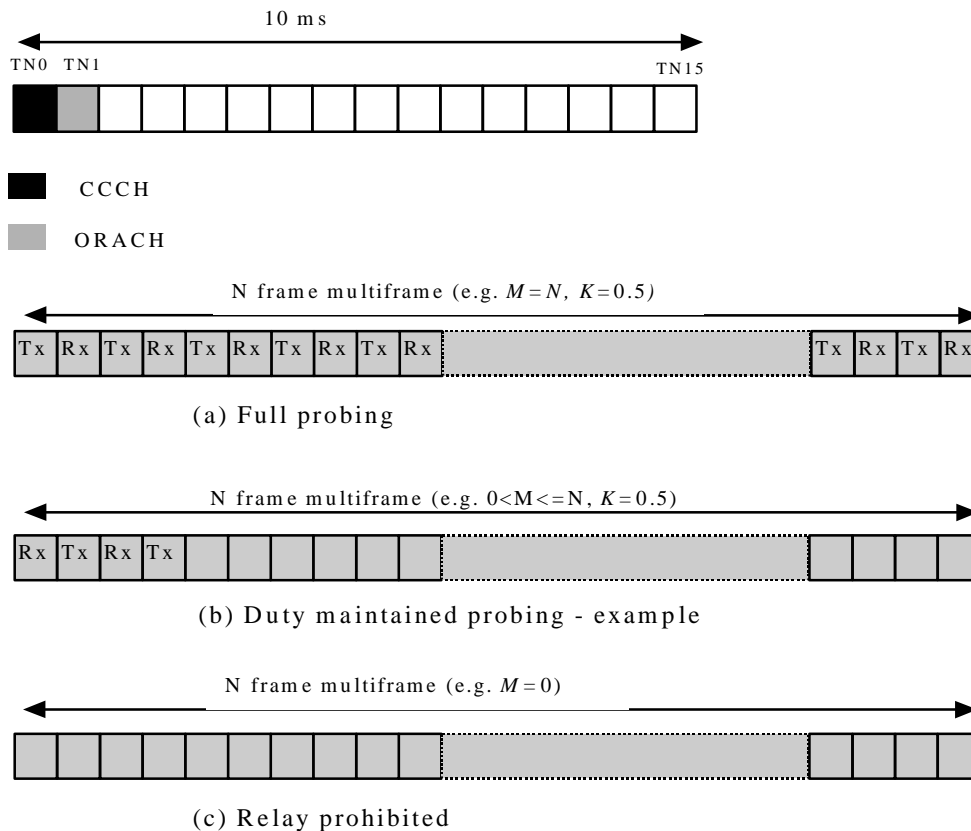 10 ms
TN0 TN1 TN15
CCCH
ORACH
N frame multiframe (e.g. M=N, K=0.5)
Tx Rx Tx Rx Tx Rx Tx Rx Tx Rx Tx Rx Tx Rx
(a) Full probing
N frame multiframe (e.g. 0<M<=N, K=0.5)
Rx Tx Rx Tx
(b) Duty maintained probing - example
N frame multiframe (e.g. M=0)
(c) Relay prohibited